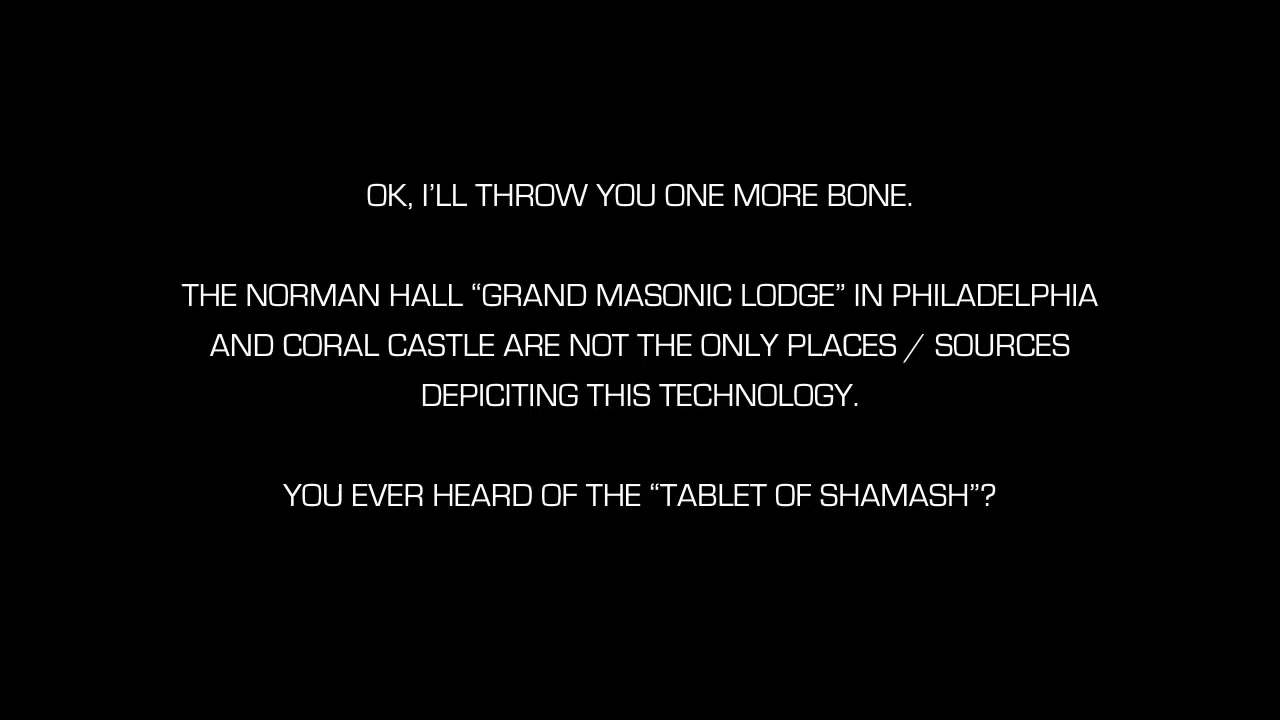 OK, I’LL THROW YOU ONE MORE BONE.
THE NORMAN HALL “GRAND MASONIC LODGE” IN PHILADELPHIA
AND CORAL CASTLE ARE NOT THE ONLY PLACES / SOURCES
DEPICITING THIS TECHNOLOGY.
YOU EVER HEARD OF THE “TABLET OF SHAMASH”?